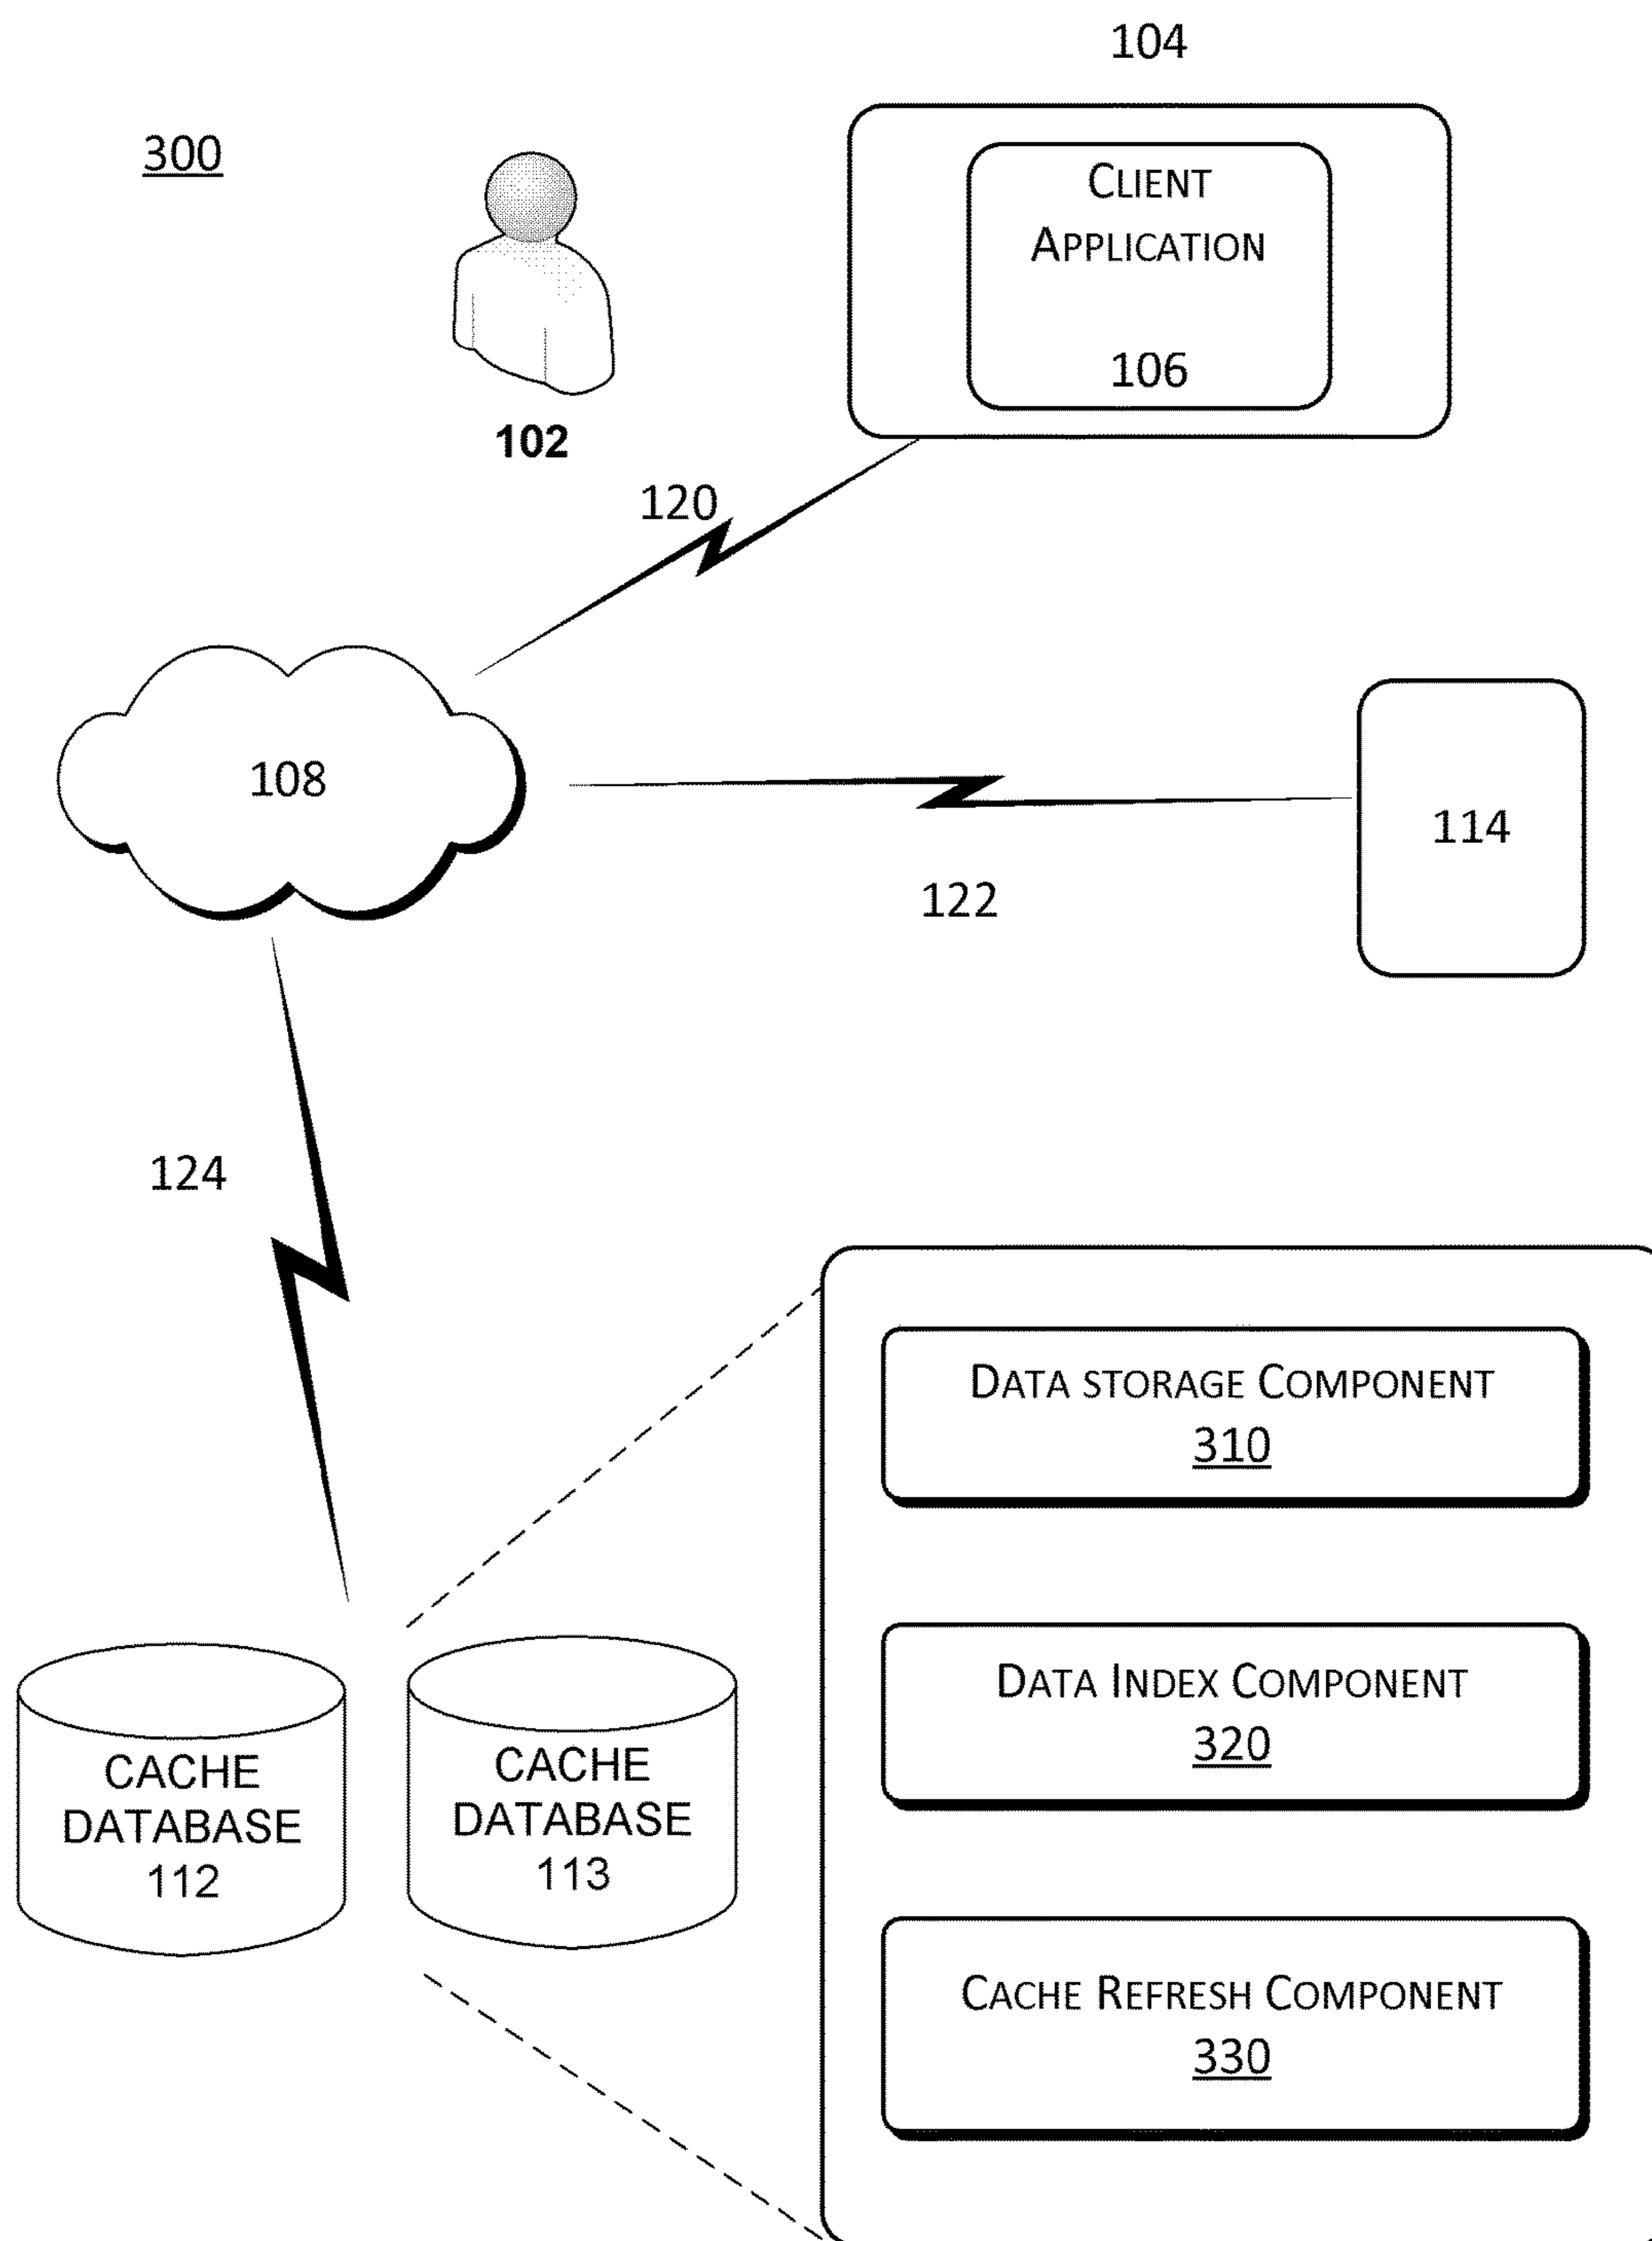 104
300
CLIENT
APPLICATION
106
102
120
108
114
122
124
DATA STORAGE COMPONENT
310
DATA INDEX COMPONENT
320
CACHE
DATABASE
112
CACHE
DATABASE
113
CACHE REFRESH COMPONENT
330